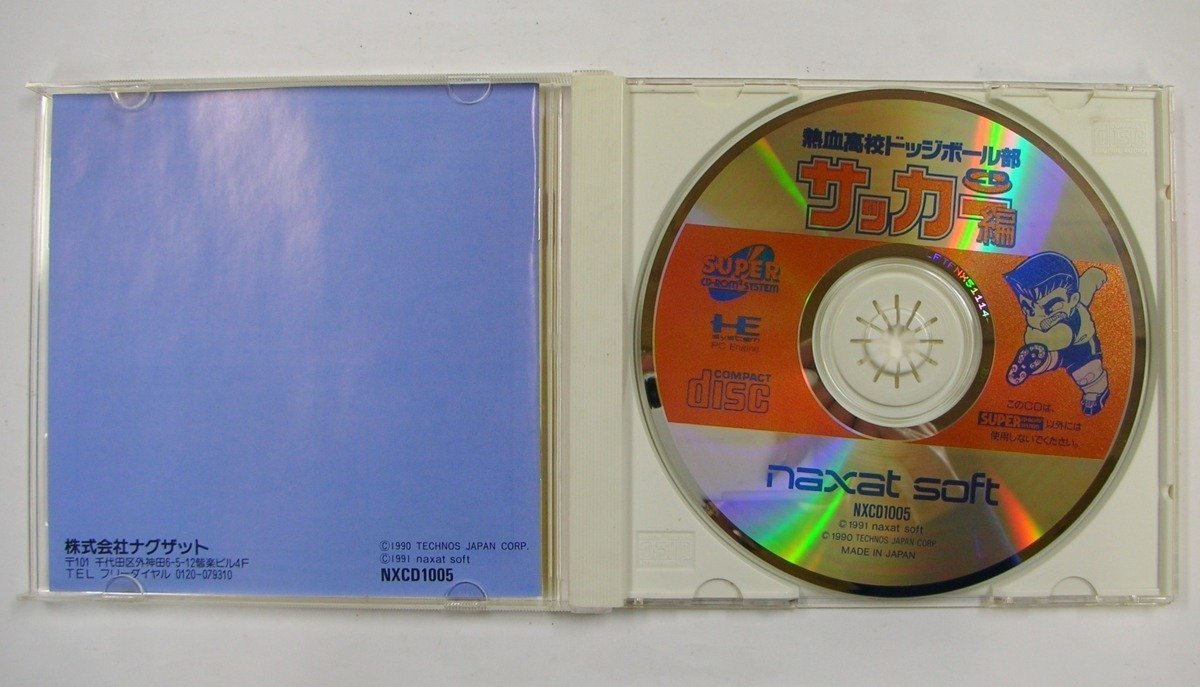 株式会社ナグザット
〒101 千代田区外神田6-5-12偕楽ビル4F
TEL フリーダイヤル 0120-079310
©1990 TECHNOS JAPAN CORP.
©1991 naxat soft
NXCD1005
熱血高校ドッジボール部
CD
サッカー編
SUPER
CD-ROM² SYSTEM
HE
system
PC Engine
COMPACT
disc
-FTFNX51114-
このCDは、
SUPER CD-ROM² SYSTEM 以外には
使用しないでください。
naxat soft
NXCD1005
©1991 naxat soft
©1990 TECHNOS JAPAN CORP.
MADE IN JAPAN